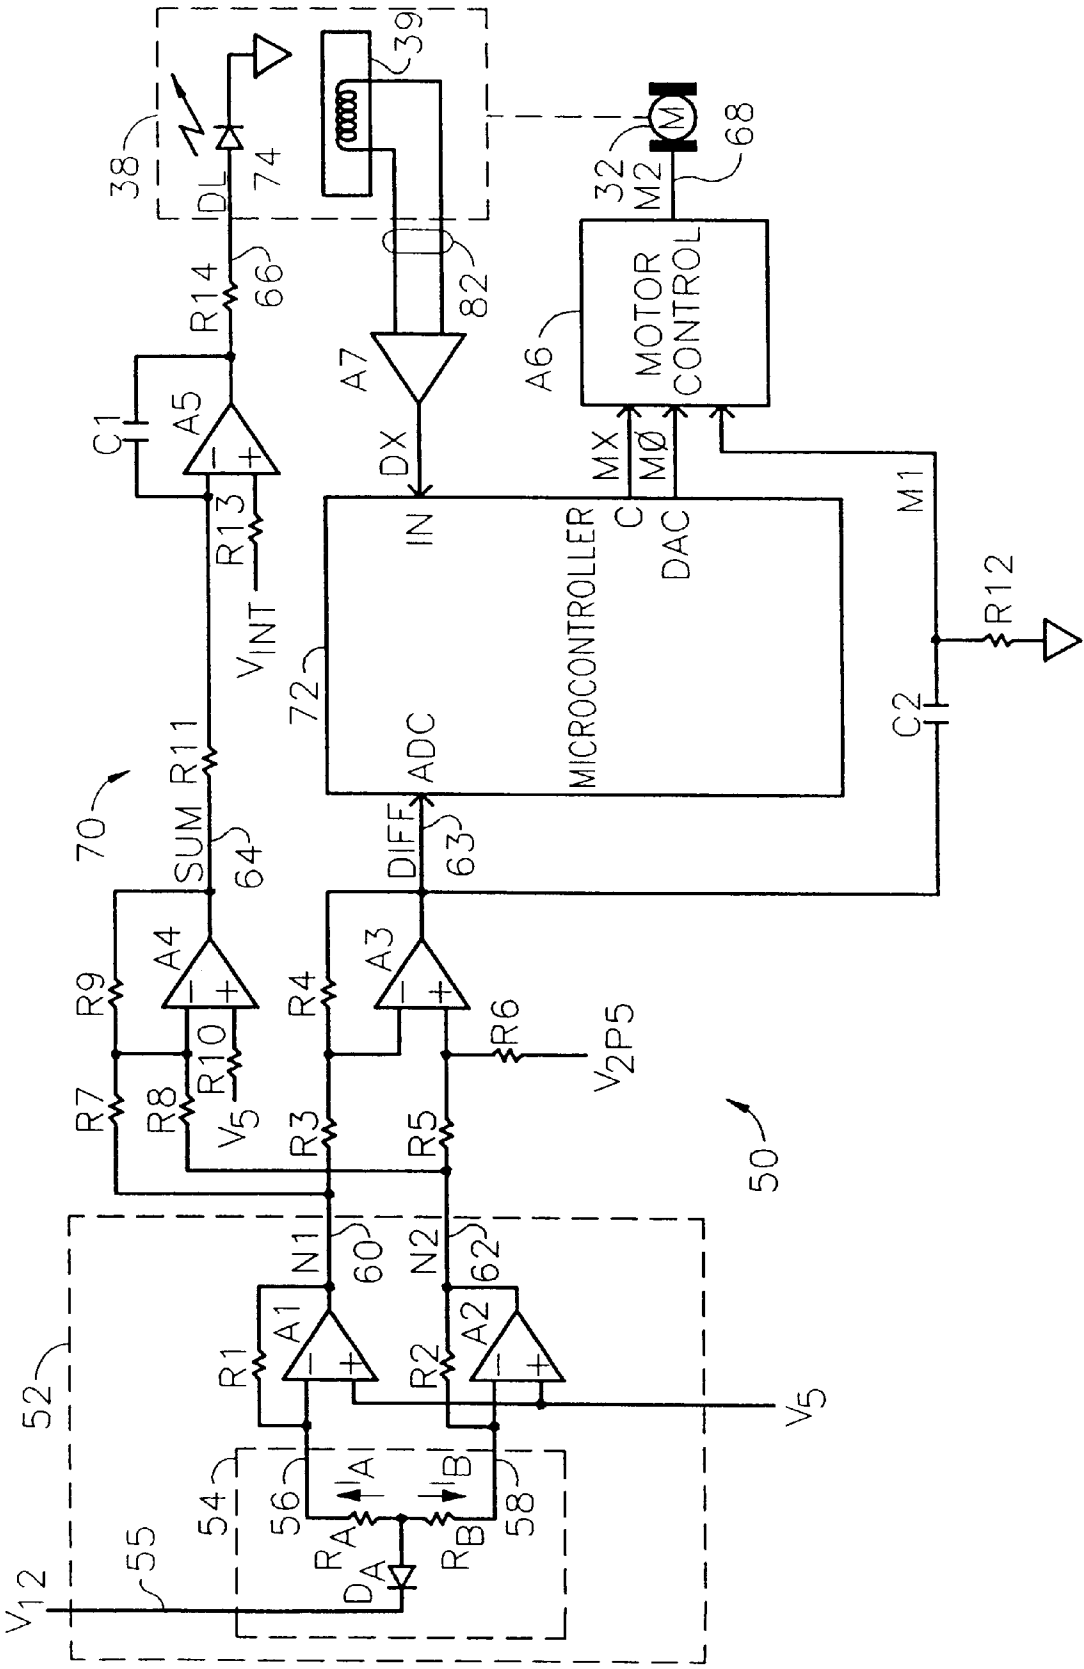 V12
55
52
54
56
58
RA
RB
DA
IA
IB
R1
A1
R2
A2
V5
N1
60
N2
62
50
R7
R8
R9
R10
V5
A4
R3
R4
A3
R5
R6
V2P5
70
SUM
64
R11
DIFF
63
ADC
72
MICROCONTROLLER
IN
C
DAC
C2
R12
M1
VINT
R13
A5
C1
R14
66
DL
74
38
39
82
A7
DX
MX
MØ
A6
MOTOR
CONTROL
M2
68
32
M